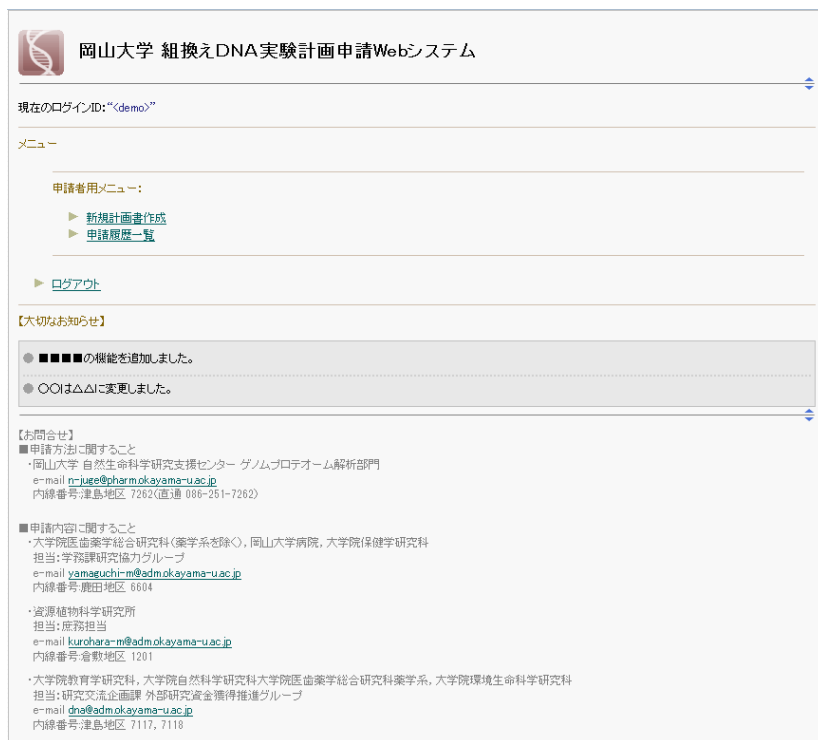 岡山大学 組換えDNA実験計画申請Webシステム
現在のログインID:“<demo>”
メニュー
申請者用メニュー:
新規計画書作成
申請履歴一覧
ログアウト
【大切なお知らせ】
■■■■の機能を追加しました。
○○は△△に変更しました。
【お問合せ】
■申請方法に関すること
・岡山大学 自然生命科学研究支援センター ゲノムプロテオーム解析部門
e-mail n-juge@pharm.okayama-u.ac.jp
内線番号:津島地区 7262(直通 086-251-7262)
■申請内容に関すること
・大学院医歯薬学総合研究科(薬学系を除く), 岡山大学病院, 大学院保健学研究科
担当:学務課研究協力グループ
e-mail yamaguchi-m@adm.okayama-u.ac.jp
内線番号:鹿田地区 6604
・資源植物科学研究所
担当:庶務担当
e-mail kurohara-m@adm.okayama-u.ac.jp
内線番号:倉敷地区 1201
・大学院教育学研究科, 大学院自然科学研究科大学院医歯薬学総合研究科薬学系, 大学院環境生命科学研究科
担当:研究交流企画課 外部研究資金獲得推進グループ
e-mail dna@adm.okayama-u.ac.jp
内線番号:津島地区 7117, 7118